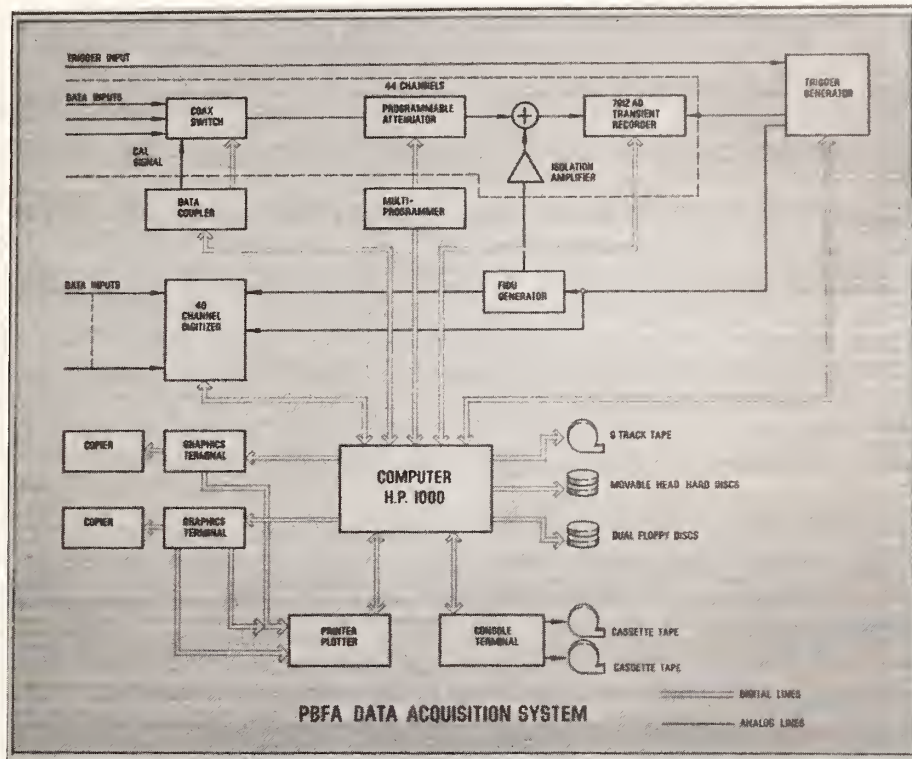 TRIGGER INPUT
TRIGGER
GENERATOR
44 CHANNELS
DATA INPUTS
COAX
SWITCH
PROGRAMMABLE
ATTENUATOR
7912 AD
TRANSIENT
RECORDER
CAL
SIGNAL
ISOLATION
AMPLIFIER
DATA
COUPLER
MULTI-
PROGRAMMER
DATA INPUTS
40
CHANNEL
DIGITIZER
FIDU
GENERATOR
COPIER
GRAPHICS
TERMINAL
COMPUTER
H.P. 1000
9 TRACK TAPE
MOVABLE HEAD HARD DISCS
COPIER
GRAPHICS
TERMINAL
DUAL FLOPPY DISCS
PRINTER
PLOTTER
CONSOLE
TERMINAL
CASSETTE TAPE
CASSETTE TAPE
PBFA DATA ACQUISITION SYSTEM
DIGITAL LINES
ANALOG LINES